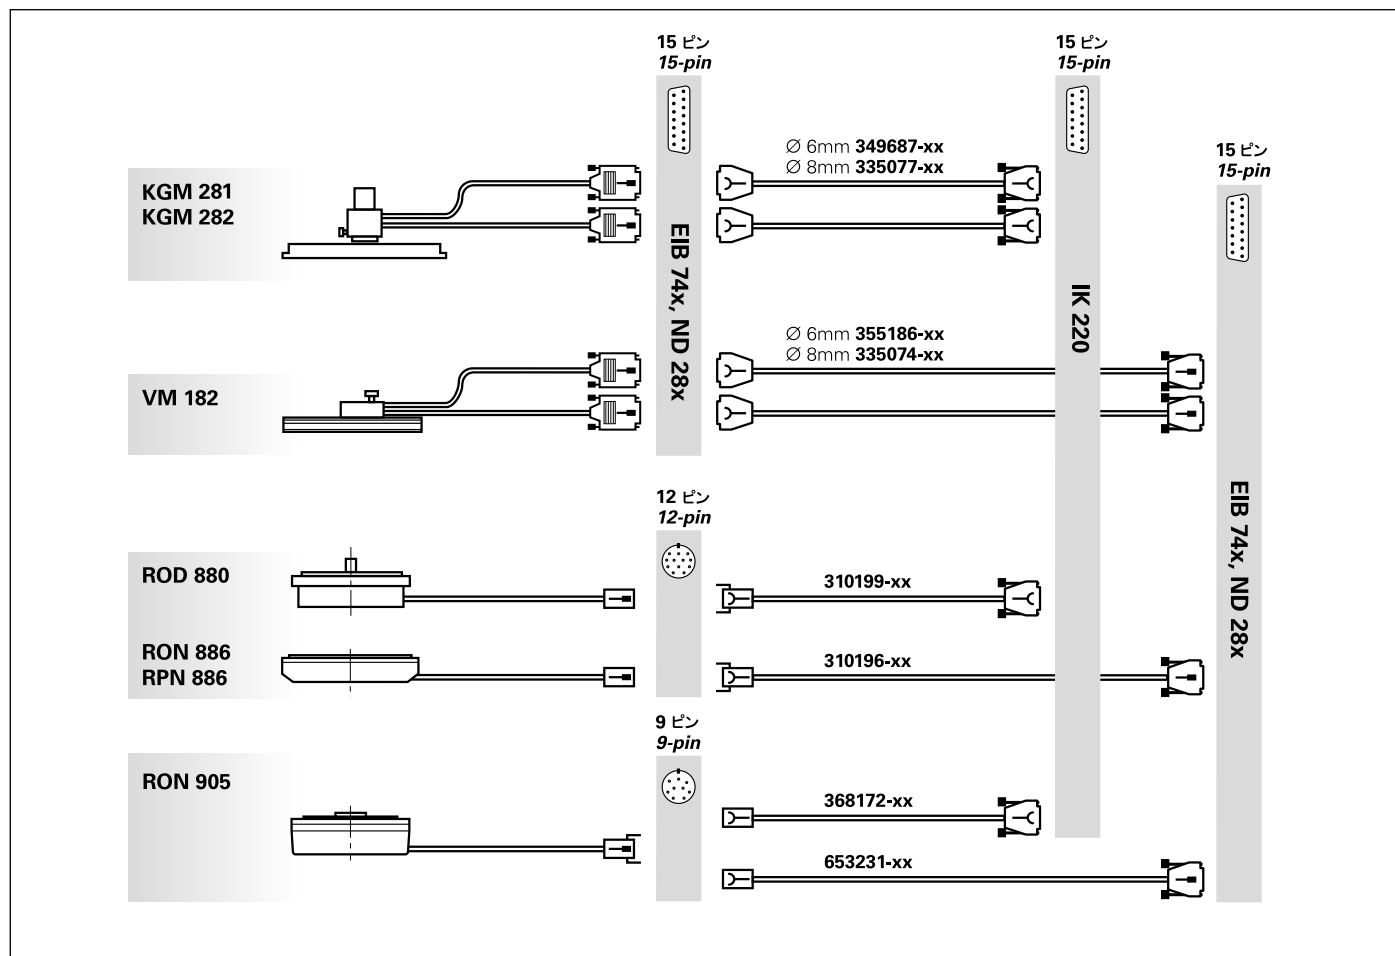 15 ピン
15-pin
15 ピン
15-pin
15 ピン
15-pin
KGM 281
KGM 282
Ø 6mm 349687-xx
Ø 8mm 335077-xx
EIB 74x, ND 28x
IK 220
VM 182
Ø 6mm 355186-xx
Ø 8mm 335074-xx
EIB 74x, ND 28x
12 ピン
12-pin
ROD 880
310199-xx
RON 886
RPN 886
310196-xx
9 ピン
9-pin
RON 905
368172-xx
653231-xx